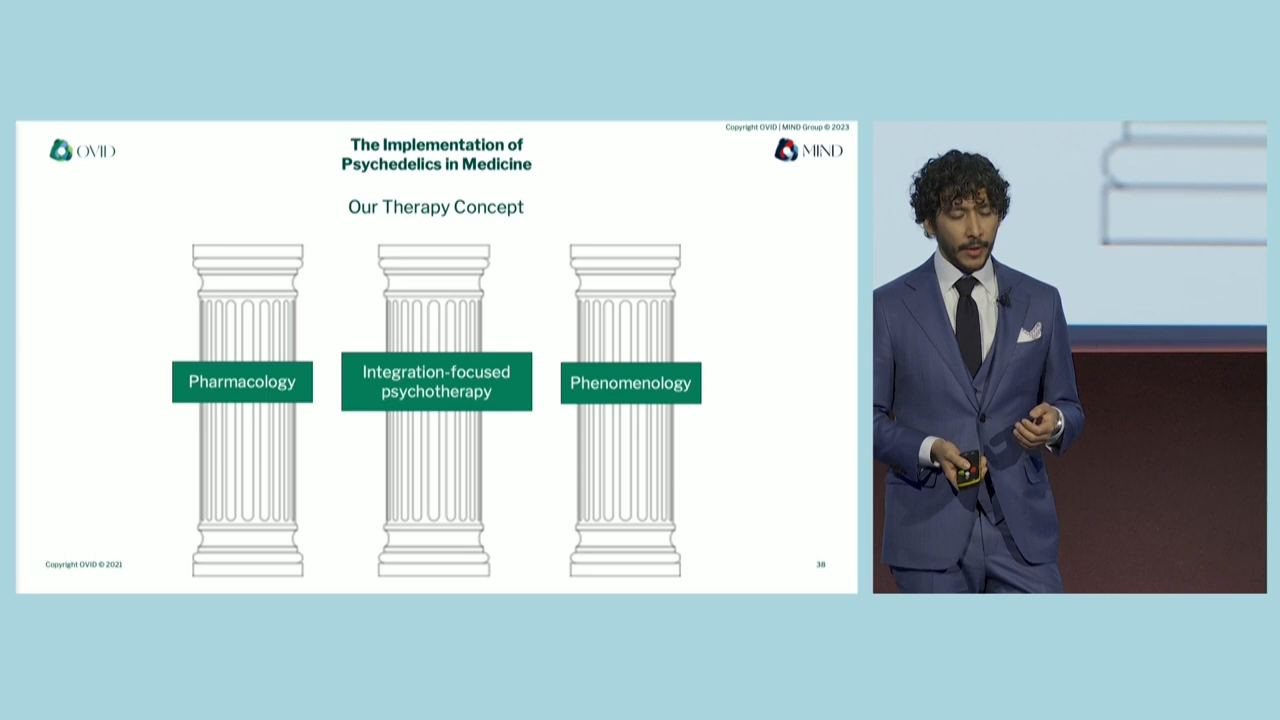 Copyright OVID | MIND Group © 2023
OVID
The Implementation of
Psychedelics in Medicine
MIND
Our Therapy Concept
Pharmacology
Integration-focused
psychotherapy
Phenomenology
Copyright OVID © 2021
38